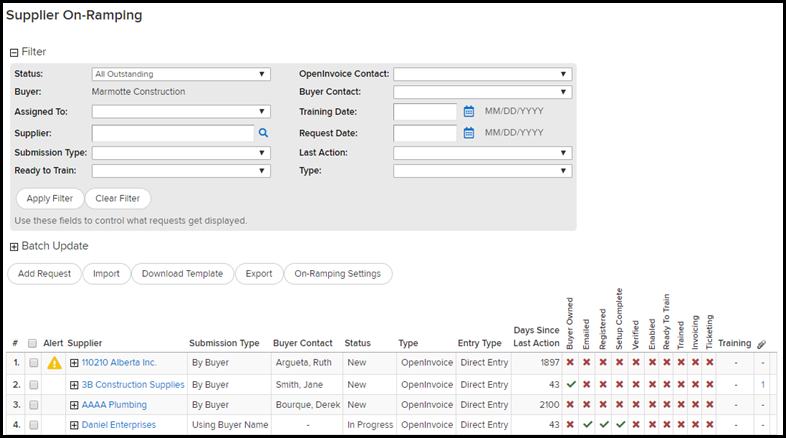 Supplier On-Ramping
Filter
Status: All Outstanding OpenInvoice Contact:
Buyer: Marmotte Construction Buyer Contact:
Assigned To: Training Date: MM/DD/YYYY
Supplier: Request Date: MM/DD/YYYY
Submission Type: Last Action:
Ready to Train: Type:
Apply Filter Clear Filter
Use these fields to control what requests get displayed.
Batch Update
Add Request Import Download Template Export On-Ramping Settings
# Alert Supplier Submission Type Buyer Contact Status Type Entry Type Days Since Last Action Buyer Owned Emailed Registered Setup Complete Verified Enabled Ready To Train Trained Invoicing Ticketing Training
1. 110210 Alberta Inc. By Buyer Argueta, Ruth New OpenInvoice Direct Entry 1897 - -
2. 3B Construction Supplies By Buyer Smith, Jane New OpenInvoice Direct Entry 43 - 1
3. AAAA Plumbing By Buyer Bourque, Derek New OpenInvoice Direct Entry 2100 - -
4. Daniel Enterprises Using Buyer Name - In Progress OpenInvoice Direct Entry 43 - -